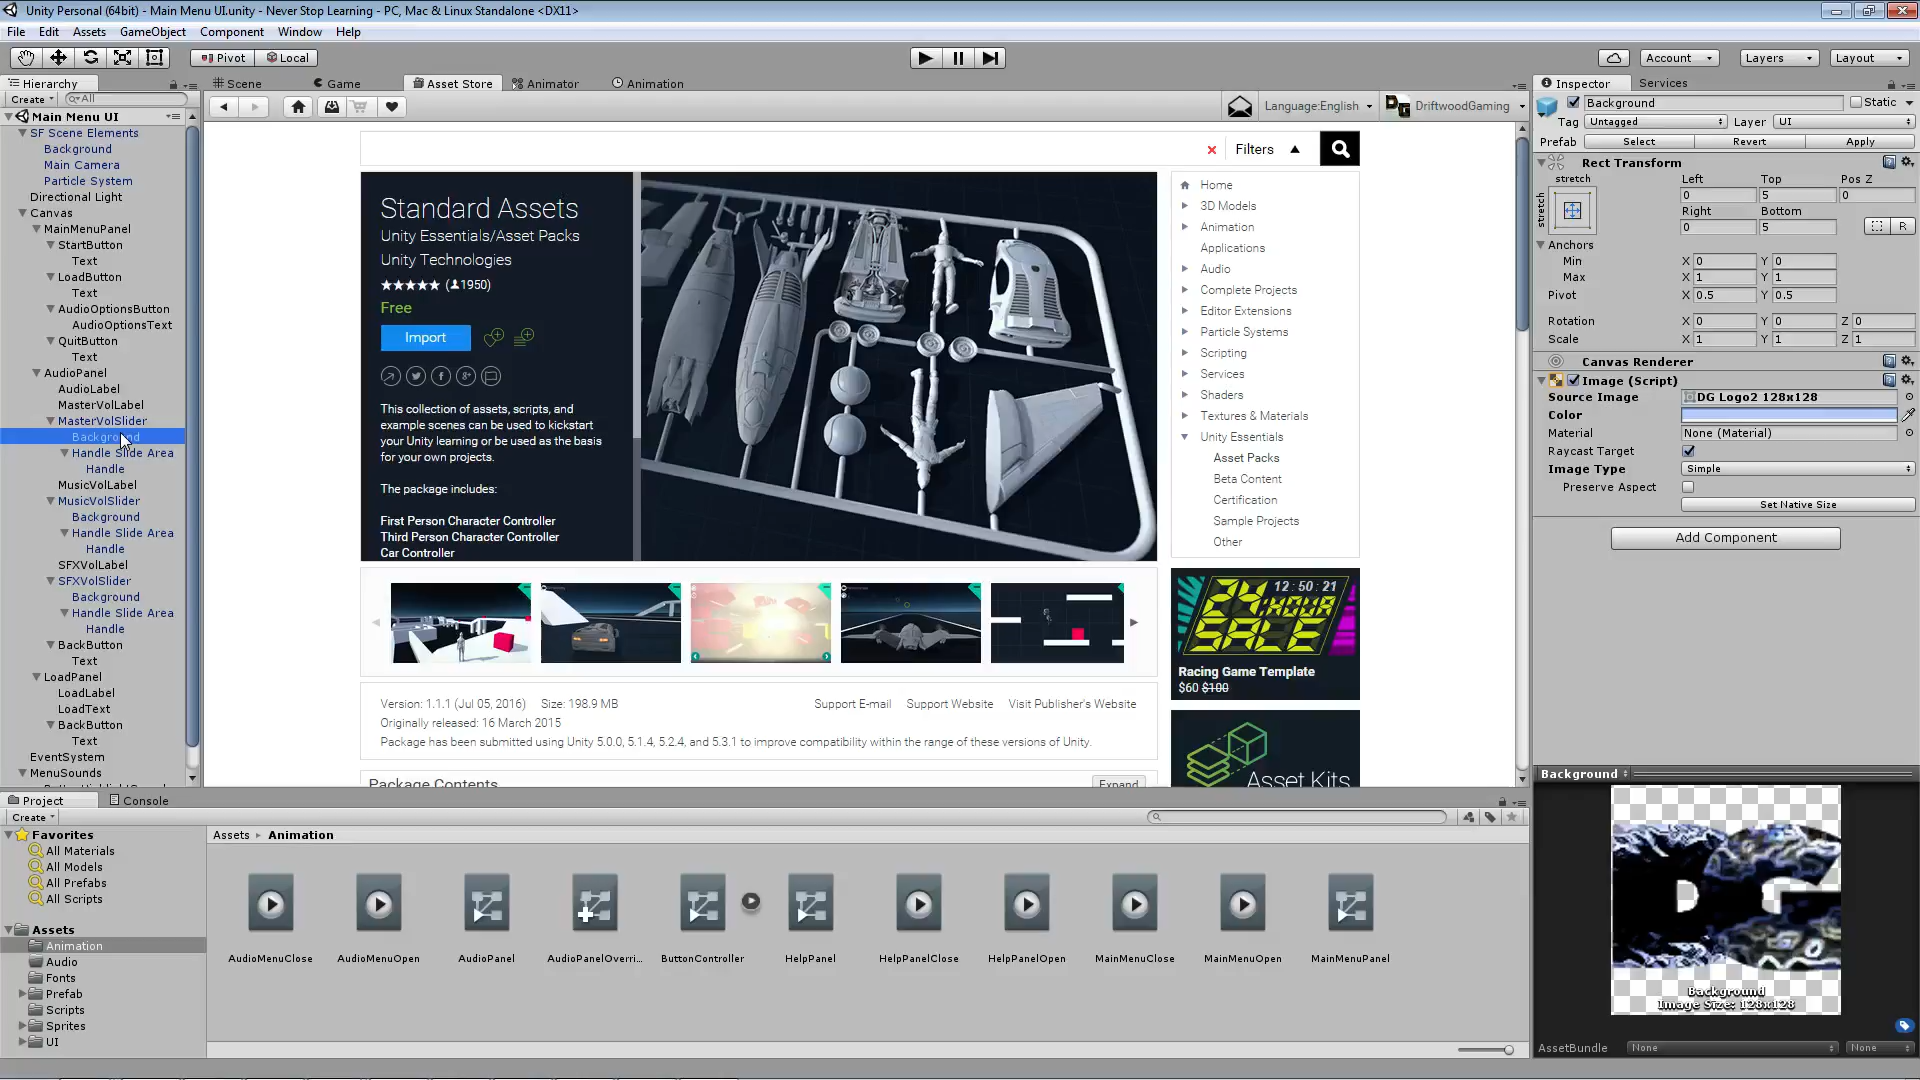 Unity Personal (64bit) - Main Menu UI.unity - Never Stop Learning - PC, Mac & Linux Standalone <DX11>
File Edit Assets GameObject Component Window Help
Pivot Local Account Layers Layout
Hierarchy
Create All
Main Menu UI
SF Scene Elements
Background
Main Camera
Particle System
Directional Light
Canvas
MainMenuPanel
StartButton
Text
LoadButton
Text
AudioOptionsButton
AudioOptionsText
QuitButton
Text
AudioPanel
AudioLabel
MasterVolLabel
MasterVolSlider
Background
Handle Slide Area
Handle
MusicVolLabel
MusicVolSlider
Background
Handle Slide Area
Handle
SFXVolLabel
SFXVolSlider
Background
Handle Slide Area
Handle
BackButton
Text
LoadPanel
LoadLabel
LoadText
BackButton
Text
EventSystem
MenuSounds
Scene Game Asset Store Animator Animation
Language:English DriftwoodGaming
Filters
Standard Assets
Unity Essentials/Asset Packs
Unity Technologies
★★★★★ (1950)
Free
Import
This collection of assets, scripts, and
example scenes can be used to kickstart
your Unity learning or be used as the basis
for your own projects.
The package includes:
First Person Character Controller
Third Person Character Controller
Car Controller
Home
3D Models
Animation
Applications
Audio
Complete Projects
Editor Extensions
Particle Systems
Scripting
Services
Shaders
Textures & Materials
Unity Essentials
Asset Packs
Beta Content
Certification
Sample Projects
Other
12:50:21
24 HOUR
SALE
Racing Game Template
$60 $100
Asset Kits
Version: 1.1.1 (Jul 05, 2016) Size: 198.9 MB Support E-mail Support Website Visit Publisher's Website
Originally released: 16 March 2015
Package has been submitted using Unity 5.0.0, 5.1.4, 5.2.4, and 5.3.1 to improve compatibility within the range of these versions of Unity.
Package Contents Expand
Inspector Services
Background Static
Tag Untagged Layer UI
Prefab Select Revert Apply
Rect Transform
stretch Left Top Pos Z
stretch 0 5 0
Right Bottom
0 5 R
Anchors
Min X 0 Y 0
Max X 1 Y 1
Pivot X 0.5 Y 0.5
Rotation X 0 Y 0 Z 0
Scale X 1 Y 1 Z 1
Canvas Renderer
Image (Script)
Source Image DG Logo2 128x128
Color
Material None (Material)
Raycast Target
Image Type Simple
Preserve Aspect
Set Native Size
Add Component
Background
Background
Image Size: 128x128
AssetBundle None None
Project Console
Create
Favorites
All Materials
All Models
All Prefabs
All Scripts
Assets
Animation
Audio
Fonts
Prefab
Scripts
Sprites
UI
Assets Animation
AudioMenuClose AudioMenuOpen AudioPanel AudioPanelOverri... ButtonController HelpPanel HelpPanelClose HelpPanelOpen MainMenuClose MainMenuOpen MainMenuPanel